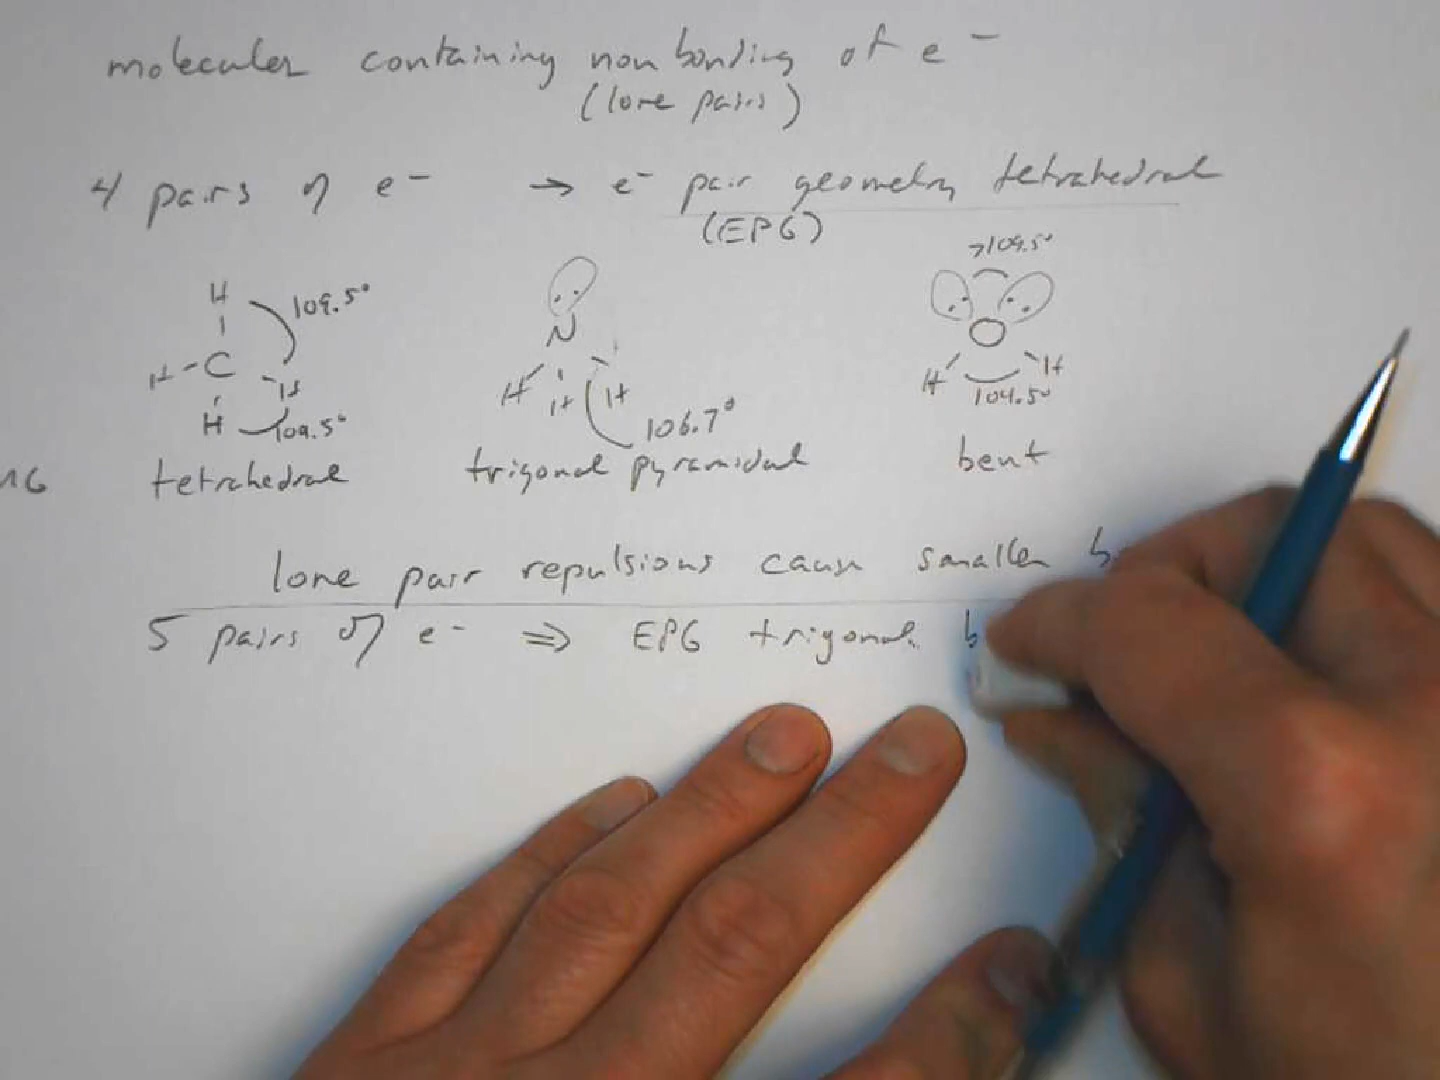 molecules containing nonbonding of e⁻
(lone pairs)
4 pairs of e⁻ → e⁻ pair geometry tetrahedral
(EPG)
>109.5°
H 109.5°
N
O
H C H
H H H
H H
104.5°
H 109.5°
106.7°
MG tetrahedral trigonal pyramidal bent
lone pair repulsions cause smaller b
5 pairs of e⁻ ⇒ EPG trigonal b